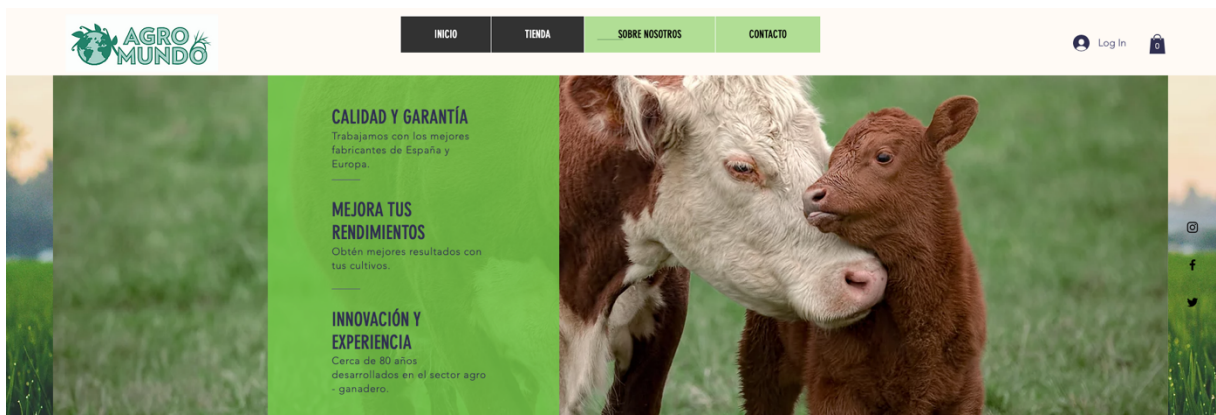 AGRO
MUNDO
INICIO
TIENDA
SOBRE NOSOTROS
CONTACTO
Log In
0
CALIDAD Y GARANTÍA
Trabajamos con los mejores
fabricantes de España y
Europa.
MEJORA TUS
RENDIMIENTOS
Obtén mejores resultados con
tus cultivos.
INNOVACIÓN Y
EXPERIENCIA
Cerca de 80 años
desarrollados en el sector agro
- ganadero.